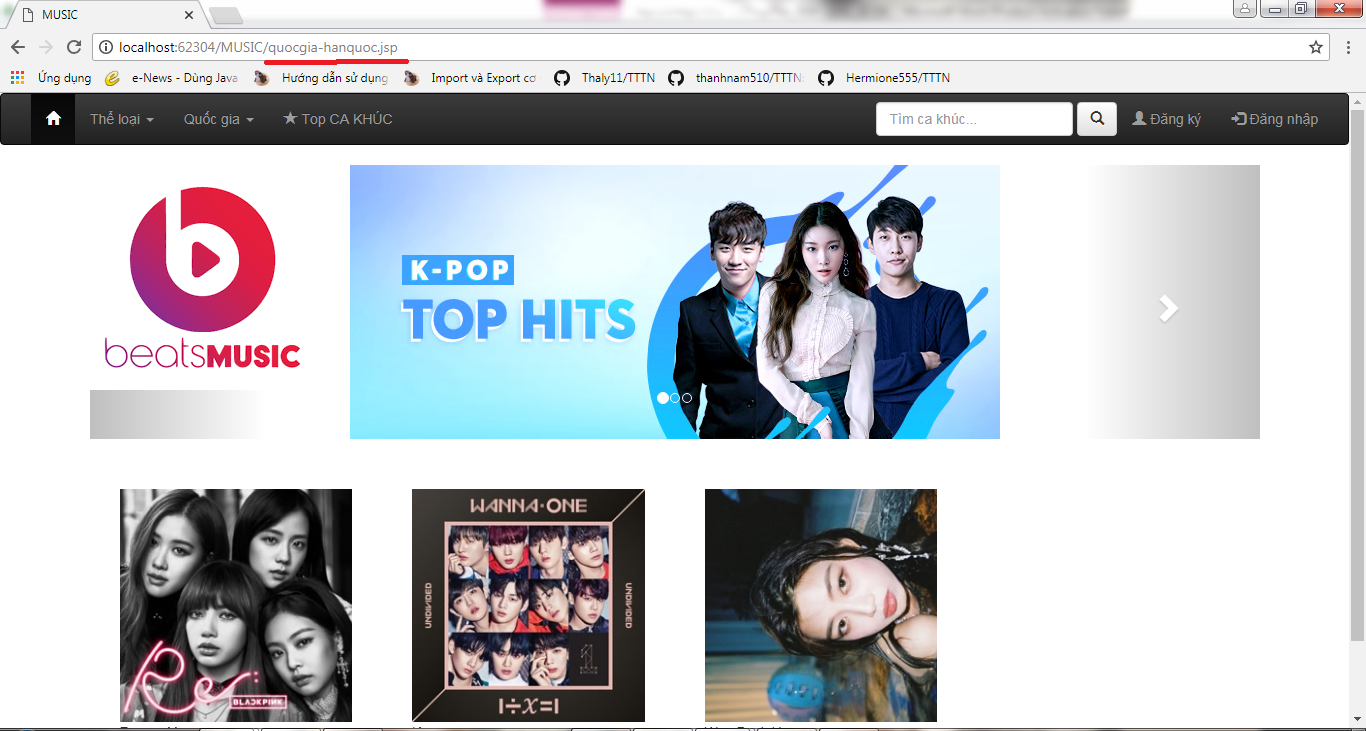 MUSIC
localhost:62304/MUSIC/quocgia-hanquoc.jsp
Ứng dụng
e-News - Dùng Java
Hướng dẫn sử dụng
Import và Export cơ
Thaly11/TTTN
thanhnam510/TTTN
Hermione555/TTTN
Thể loại
Quốc gia
Top CA KHÚC
Tìm ca khúc...
Đăng ký
Đăng nhập
b
beatsMUSIC
K-POP
TOP HITS
Re:
BLACKPINK
WANNA·ONE
UNDIVIDED
UNDIVIDED
1
1÷x=1